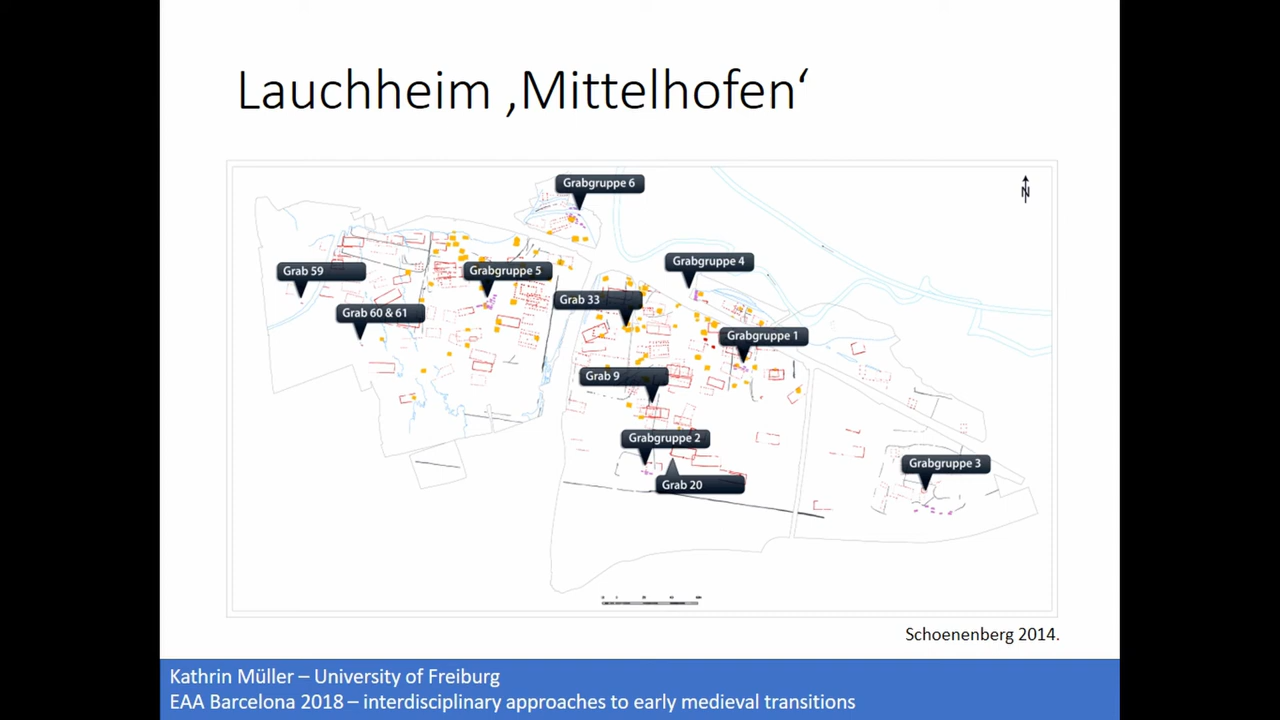 Lauchheim ‚Mittelhofen‘
Grabgruppe 6
N
Grabgruppe 4
Grab 59
Grabgruppe 5
Grab 33
Grab 60 & 61
Grabgruppe 1
Grab 9
Grabgruppe 2
Grabgruppe 3
Grab 20
Schoenenberg 2014.
Kathrin Müller – University of Freiburg
EAA Barcelona 2018 – interdisciplinary approaches to early medieval transitions